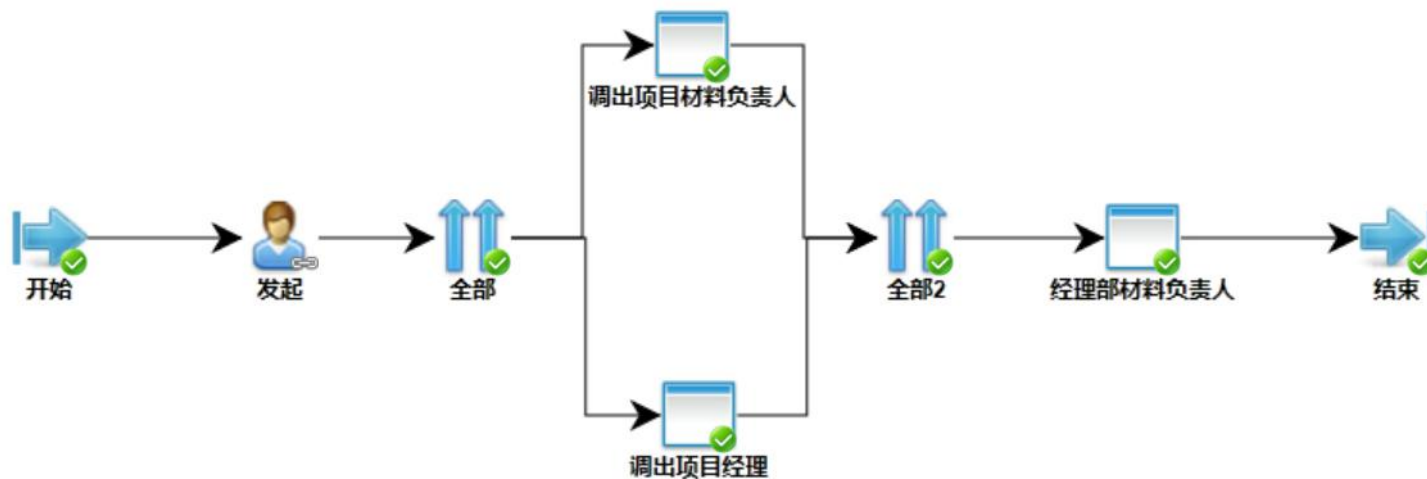 调出项目材料负责人
开始
发起
全部
全部2
经理部材料负责人
结束
调出项目经理